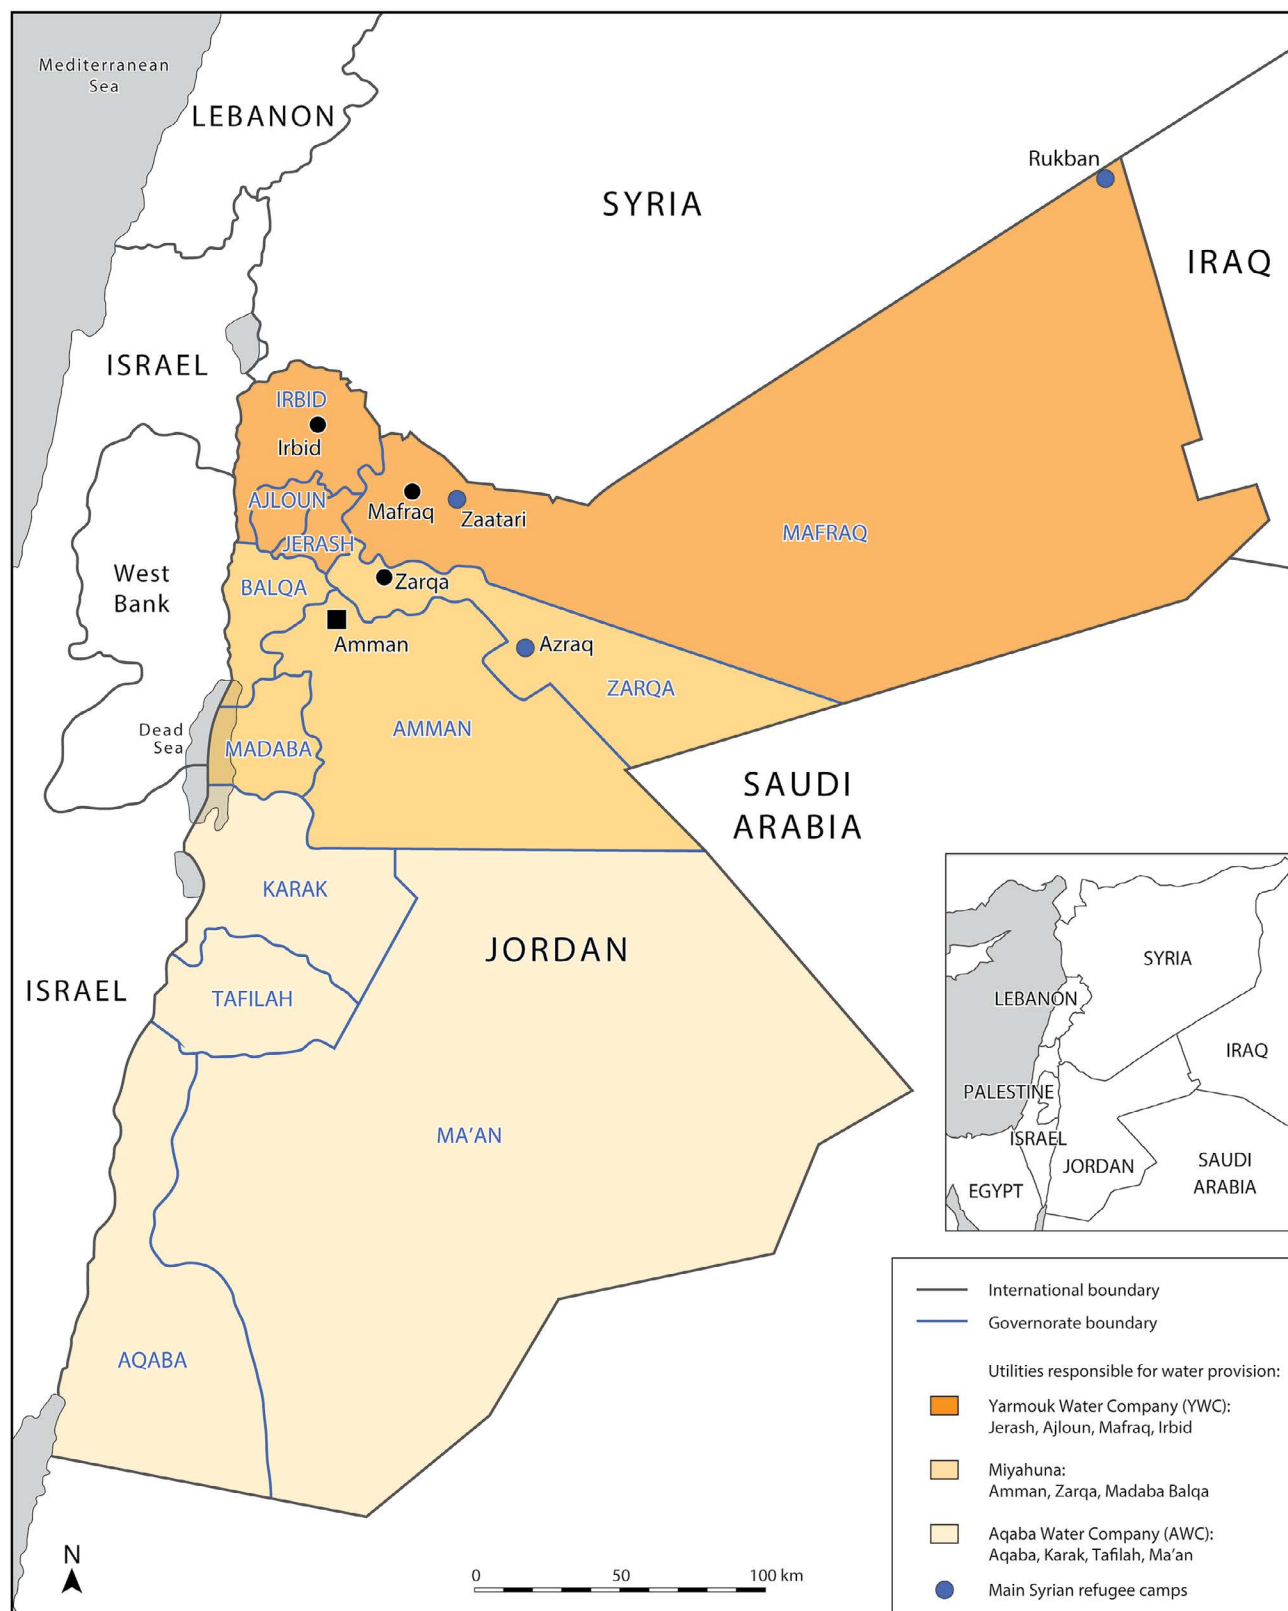 Mediterranean
Sea
LEBANON
SYRIA
Rukban
IRAQ
ISRAEL
IRBID
Irbid
AJLOUN
Mafraq
Zaatari
MAFRAQ
JERASH
West
Bank
BALQA
Zarqa
Amman
Azraq
ZARQA
Dead
Sea
MADABA
AMMAN
SAUDI
ARABIA
KARAK
JORDAN
ISRAEL
TAFILAH
MA'AN
AQABA
SYRIA
LEBANON
IRAQ
PALESTINE
ISRAEL
JORDAN
SAUDI
ARABIA
EGYPT
International boundary
Governorate boundary
Utilities responsible for water provision:
Yarmouk Water Company (YWC):
Jerash, Ajloun, Mafraq, Irbid
Miyahuna:
Amman, Zarqa, Madaba Balqa
Aqaba Water Company (AWC):
Aqaba, Karak, Tafilah, Ma'an
Main Syrian refugee camps
N
0 50 100 km